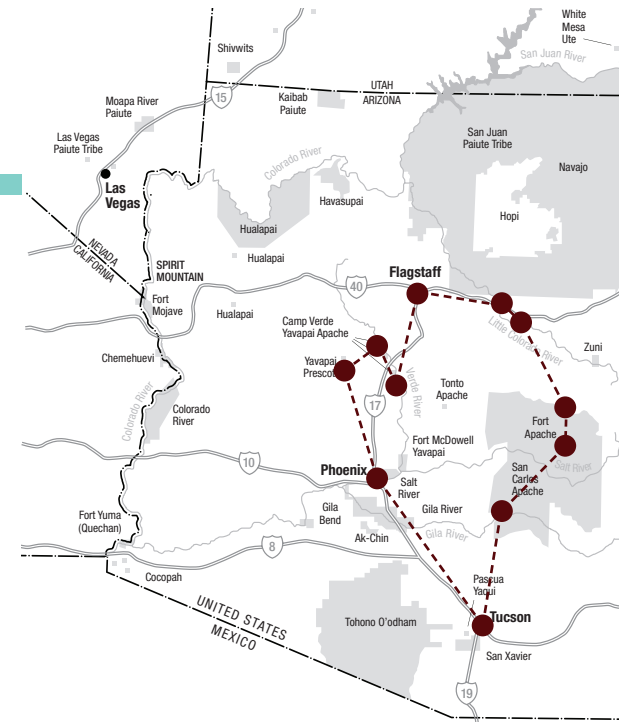 White
Mesa
Ute
San Juan River
Shivwits
UTAH
ARIZONA
15
Kaibab
Paiute
Moapa River
Paiute
Las Vegas
Paiute Tribe
San Juan
Paiute Tribe
Navajo
Colorado River
Las
Vegas
Havasupai
Hopi
Hualapai
NEVADA
CALIFORNIA
SPIRIT
MOUNTAIN
Hualapai
Flagstaff
40
Fort
Mojave
Hualapai
Camp Verde
Yavapai Apache
Little Colorado River
Zuni
Chemehuevi
Yavapai
Prescot
Verde River
Tonto
Apache
Colorado River
Colorado
River
17
Fort
Apache
Fort McDowell
Yavapai
10
Phoenix
Salt River
San
Carlos
Apache
Salt
River
Gila River
Gila
Bend
Fort Yuma
(Quechan)
Ak-Chin
Gila River
8
Cocopah
Pascua
Yaqui
UNITED STATES
MEXICO
Tohono O'odham
Tucson
San Xavier
19